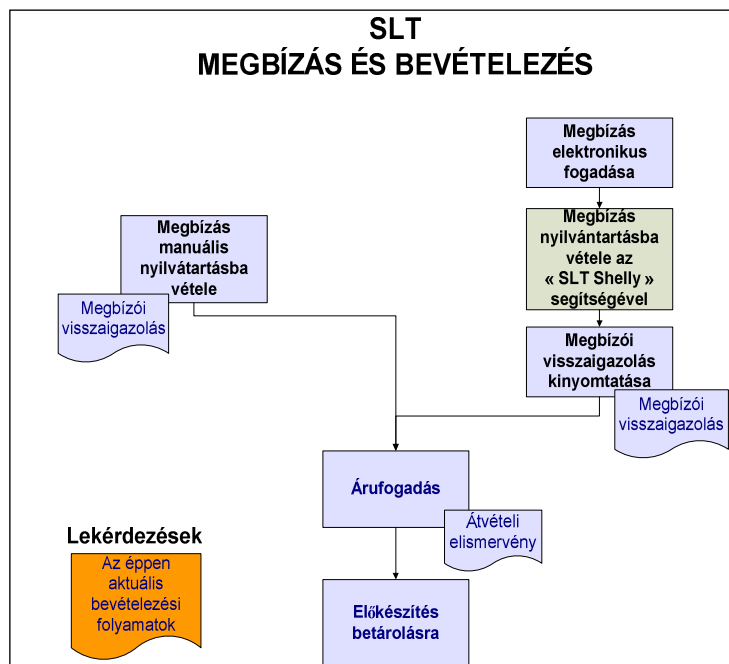 SLT
MEGBÍZÁS ÉS BEVÉTELEZÉS
Megbízás
elektronikus
fogadása
Megbízás
nyilvántartásba
vétele az
« SLT Shelly »
segítségével
Megbízás
manuális
nyilvátartásba
vétele
Megbízói
visszaigazolás
Megbízói
visszaigazolás
kinyomtatása
Megbízói
visszaigazolás
Árufogadás
Átvételi
elismervény
Lekérdezések
Az éppen
aktuális
bevételezési
folyamatok
Előkészítés
betárolásra